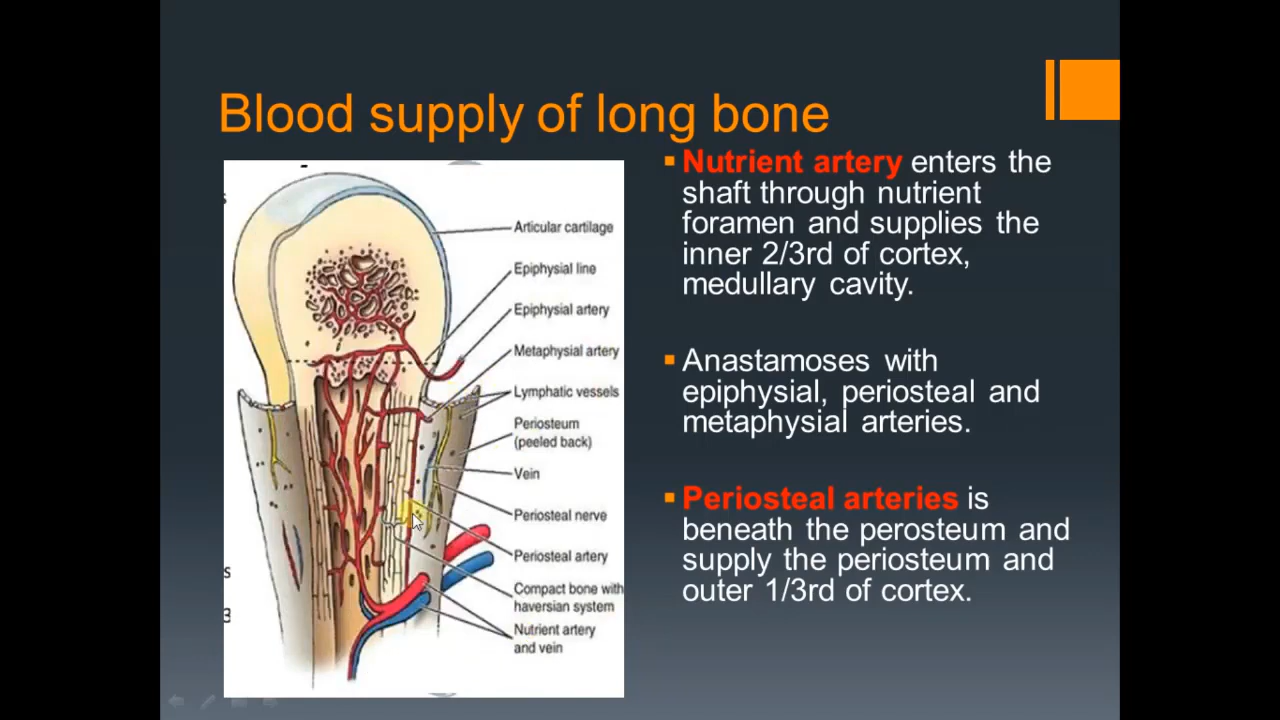 Blood supply of long bone
Articular cartilage
Epiphysial line
Epiphysial artery
Metaphysial artery
Lymphatic vessels
Periosteum
(peeled back)
Vein
Periosteal nerve
Periosteal artery
Compact bone with
haversian system
Nutrient artery
and vein
s
3
▪Nutrient artery enters the
shaft through nutrient
foramen and supplies the
inner 2/3rd of cortex,
medullary cavity.
▪Anastamoses with
epiphysial, periosteal and
metaphysial arteries.
▪Periosteal arteries is
beneath the perosteum and
supply the periosteum and
outer 1/3rd of cortex.